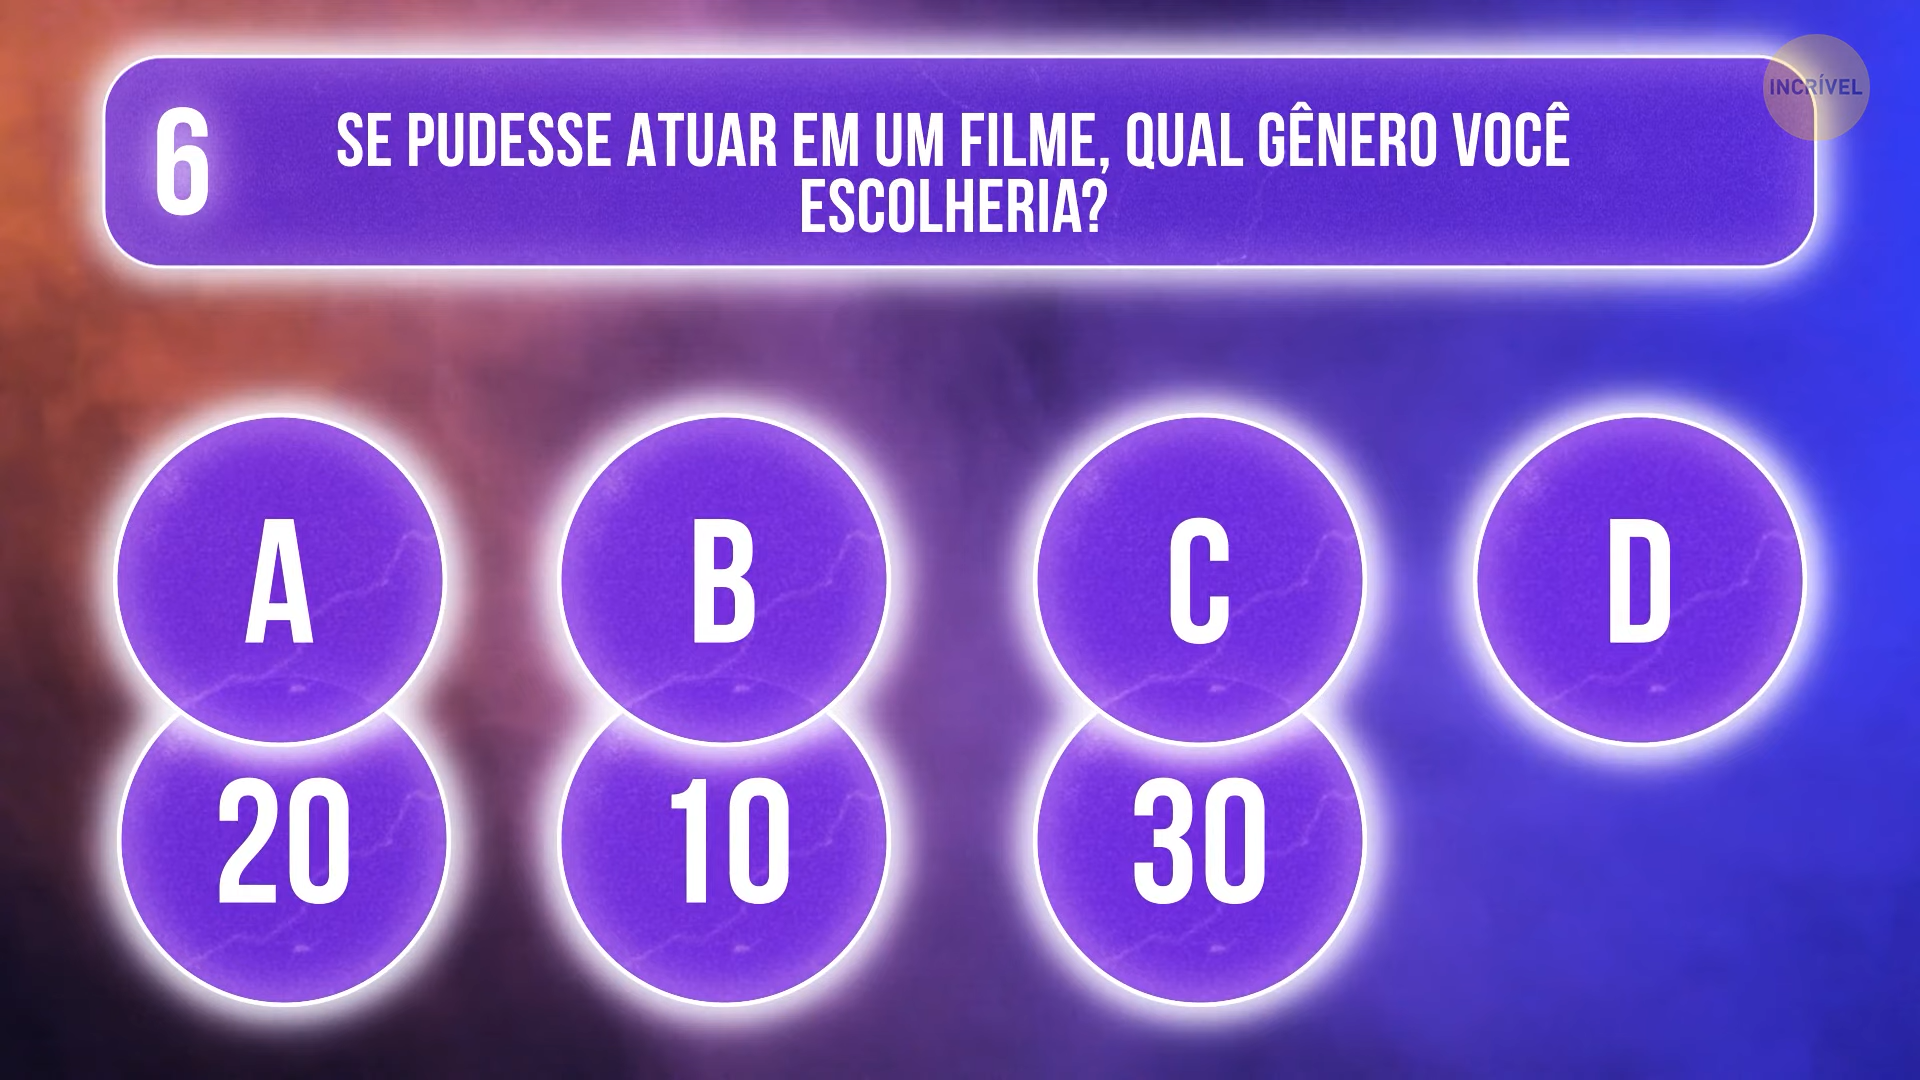 6
SE PUDESSE ATUAR EM UM FILME, QUAL GÊNERO VOCÊ
ESCOLHERIA?
INCRÍVEL
A
B
C
D
20
10
30